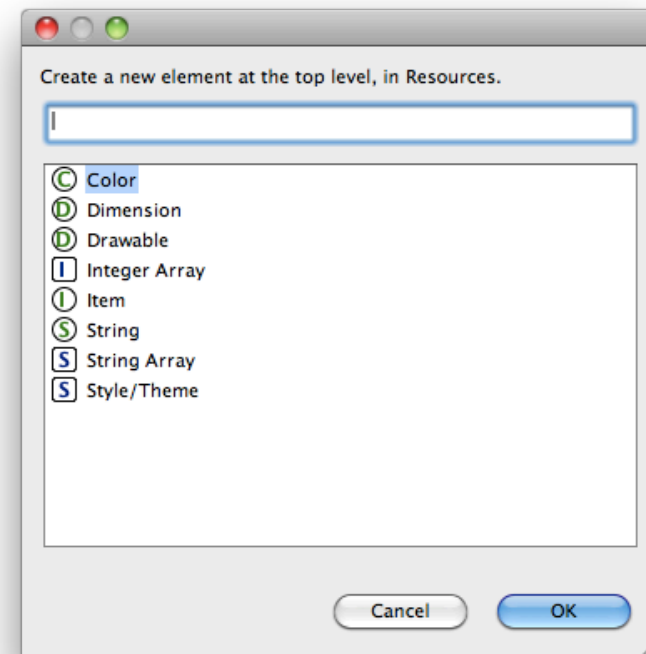 Create a new element at the top level, in Resources.
C Color
D Dimension
D Drawable
I Integer Array
I Item
S String
S String Array
S Style/Theme
Cancel OK